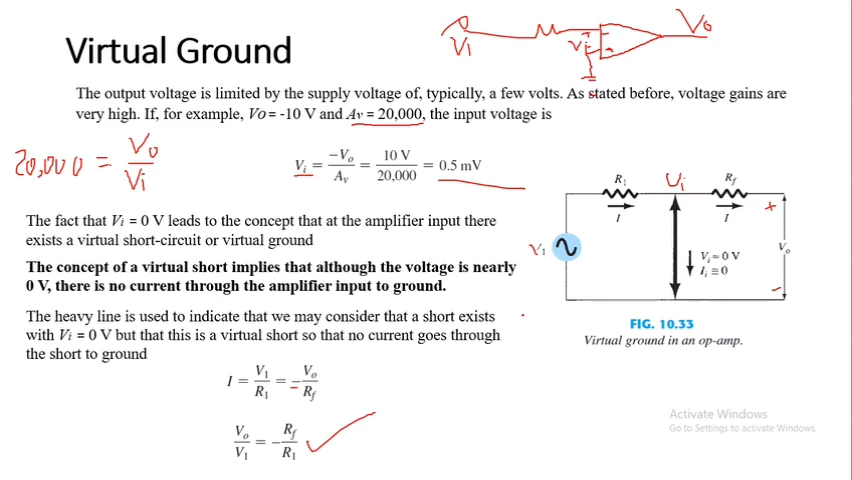 Virtual Ground
Vi
Vi
Vo
The output voltage is limited by the supply voltage of, typically, a few volts. As stated before, voltage gains are
very high. If, for example, Vo = -10 V and Av = 20,000, the input voltage is
20,000 = Vo / Vi
Vi = −Vo / Av = 10 V / 20,000 = 0.5 mV
The fact that Vi = 0 V leads to the concept that at the amplifier input there
exists a virtual short-circuit or virtual ground
The concept of a virtual short implies that although the voltage is nearly
0 V, there is no current through the amplifier input to ground.
The heavy line is used to indicate that we may consider that a short exists
with Vi = 0 V but that this is a virtual short so that no current goes through
the short to ground
I = V1 / R1 = − Vo / Rf
Vo / V1 = − Rf / R1
R1
Vi
Rf
I
I
+
V1
Vi ≈ 0 V
Ii ≅ 0
Vo
−
FIG. 10.33
Virtual ground in an op-amp.
Activate Windows
Go to Settings to activate Windows.